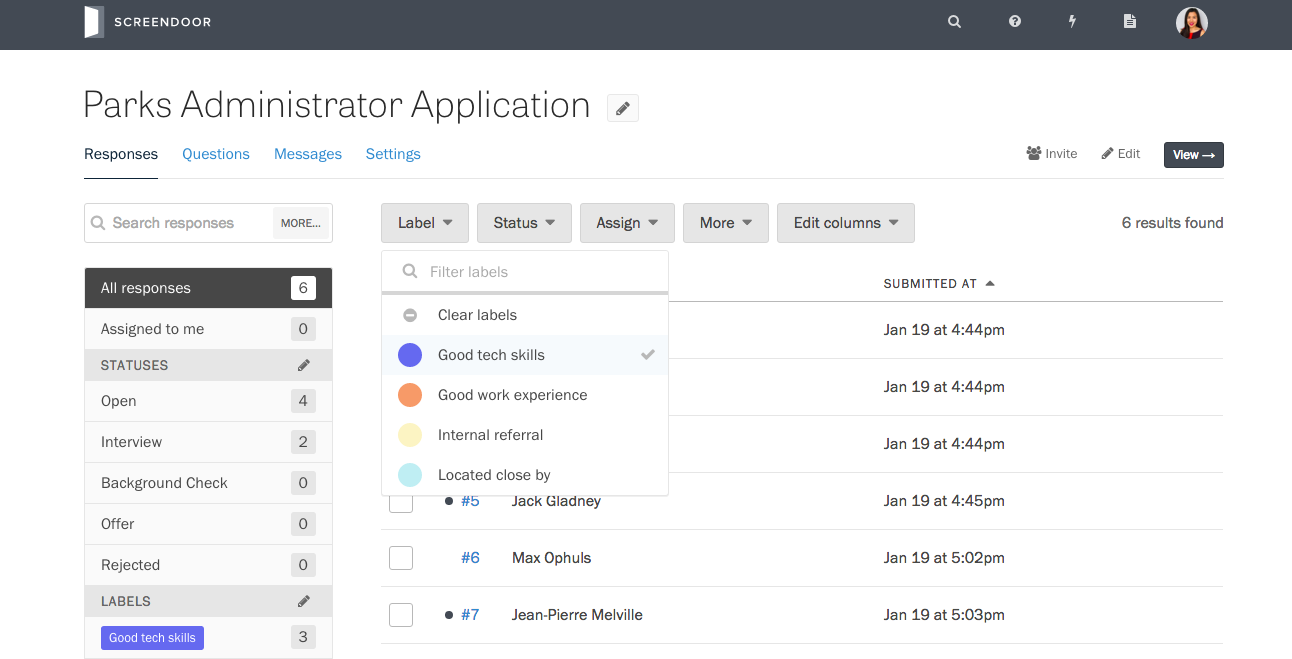 SCREENDOOR
Parks Administrator Application
Responses Questions Messages Settings
Invite Edit View →
Search responses MORE...
Label Status Assign More Edit columns
6 results found
All responses 6
Assigned to me 0
STATUSES
Open 4
Interview 2
Background Check 0
Offer 0
Rejected 0
LABELS
Good tech skills 3
Filter labels
Clear labels
Good tech skills
Good work experience
Internal referral
Located close by
SUBMITTED AT
Jan 19 at 4:44pm
Jan 19 at 4:44pm
Jan 19 at 4:44pm
#5 Jack Gladney Jan 19 at 4:45pm
#6 Max Ophuls Jan 19 at 5:02pm
#7 Jean-Pierre Melville Jan 19 at 5:03pm